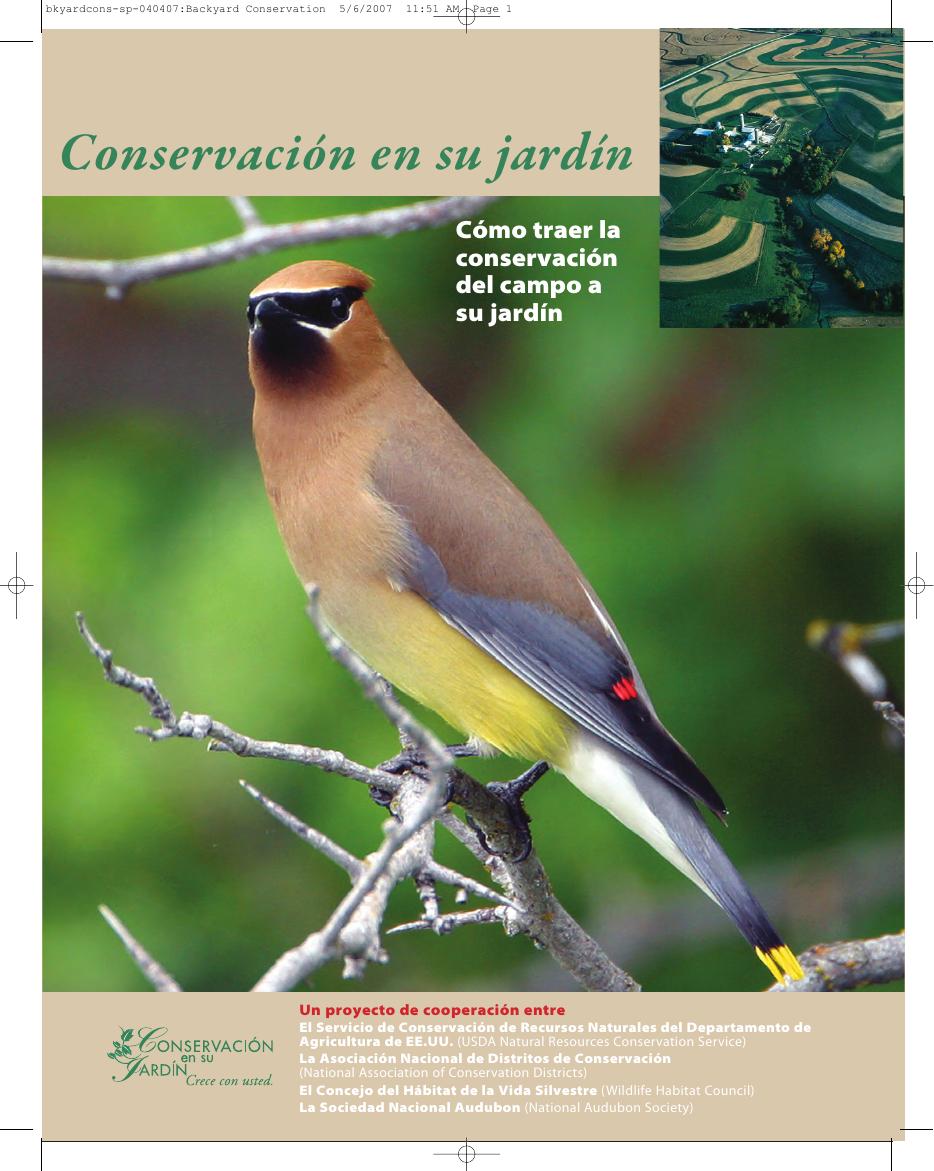 bkyardcons-sp-040407:Backyard Conservation 5/6/2007 11:51 AM Page 1
Conservación en su jardín
Cómo traer la
conservación
del campo a
su jardín
Un proyecto de cooperación entre
El Servicio de Conservación de Recursos Naturales del Departamento de
Agricultura de EE.UU. (USDA Natural Resources Conservation Service)
La Asociación Nacional de Distritos de Conservación
(National Association of Conservation Districts)
El Concejo del Hábitat de la Vida Silvestre (Wildlife Habitat Council)
La Sociedad Nacional Audubon (National Audubon Society)
CONSERVACIÓN
en su
JARDÍN
Crece con usted.